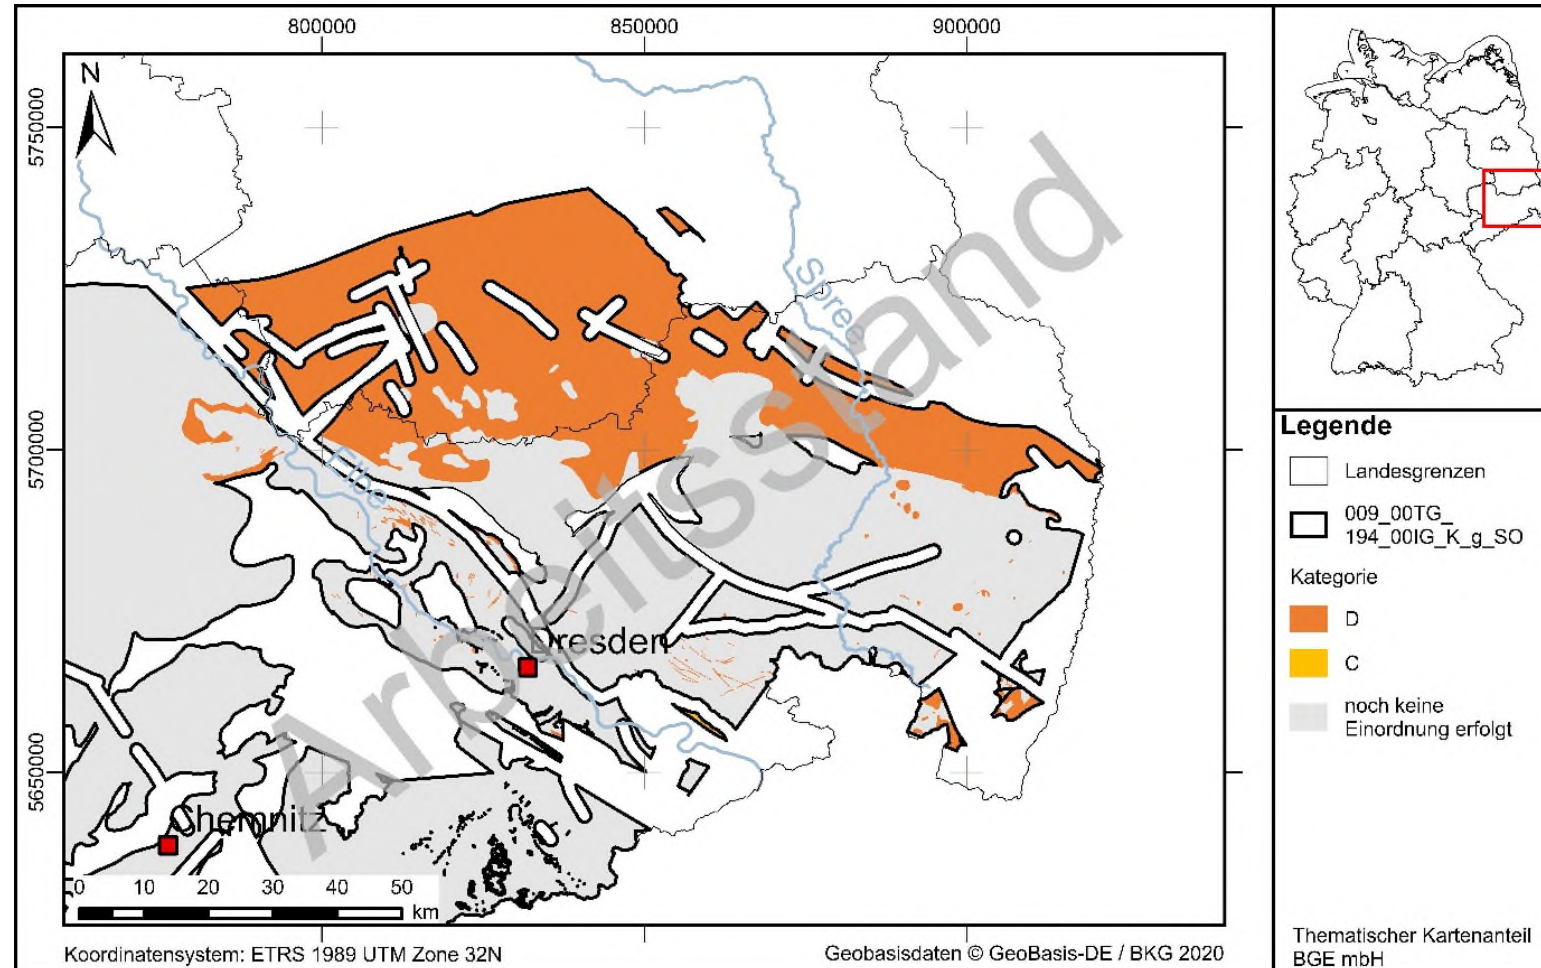 800000
850000
900000
N
5750000
5700000
5650000
Spree
Elbe
Dresden
Chemnitz
Arbeitsstand
0 10 20 30 40 50
km
Koordinatensystem: ETRS 1989 UTM Zone 32N
Geobasisdaten © GeoBasis-DE / BKG 2020
Legende
Landesgrenzen
009_00TG_
194_00IG_K_g_SO
Kategorie
D
C
noch keine
Einordnung erfolgt
Thematischer Kartenanteil
BGE mbH